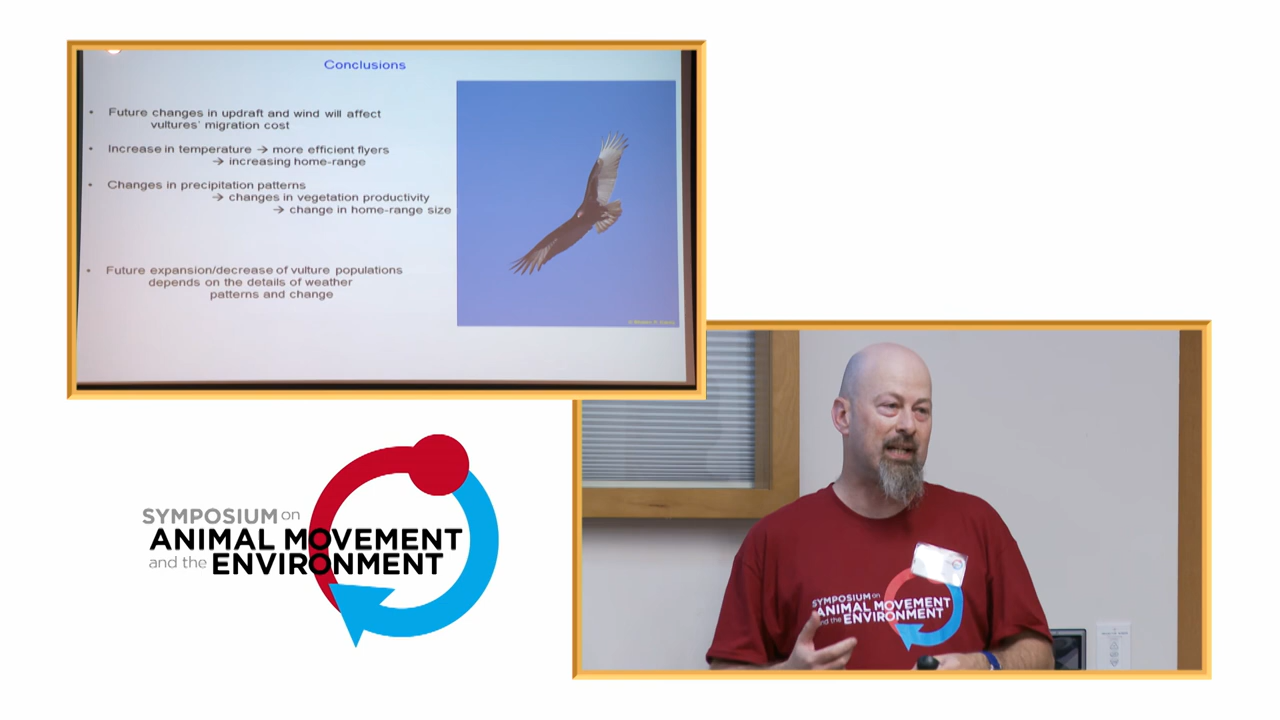 Conclusions
• Future changes in updraft and wind will affect
vultures' migration cost
• Increase in temperature → more efficient flyers
→ increasing home-range
• Changes in precipitation patterns
→ changes in vegetation productivity
→ change in home-range size
• Future expansion/decrease of vulture populations
depends on the details of weather
patterns and change
SYMPOSIUM on
ANIMAL MOVEMENT
and the ENVIRONMENT
SYMPOSIUM on
ANIMAL MOVEMENT
and the ENVIRONMENT